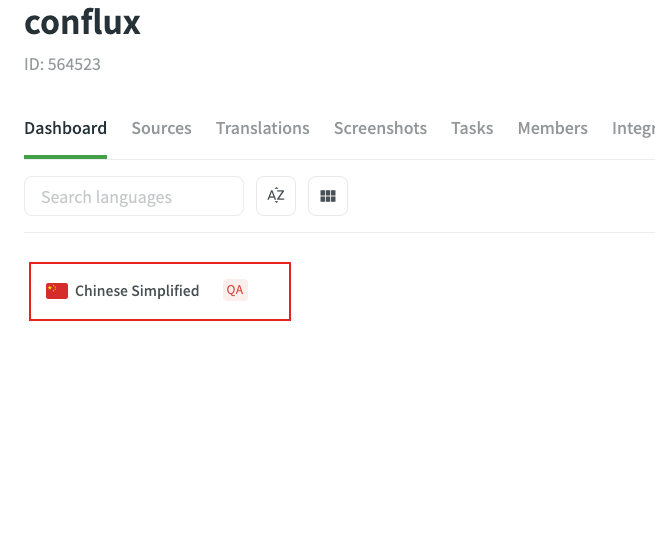 conflux
ID: 564523
Dashboard Sources Translations Screenshots Tasks Members Integr
Search languages AZ
Chinese Simplified QA